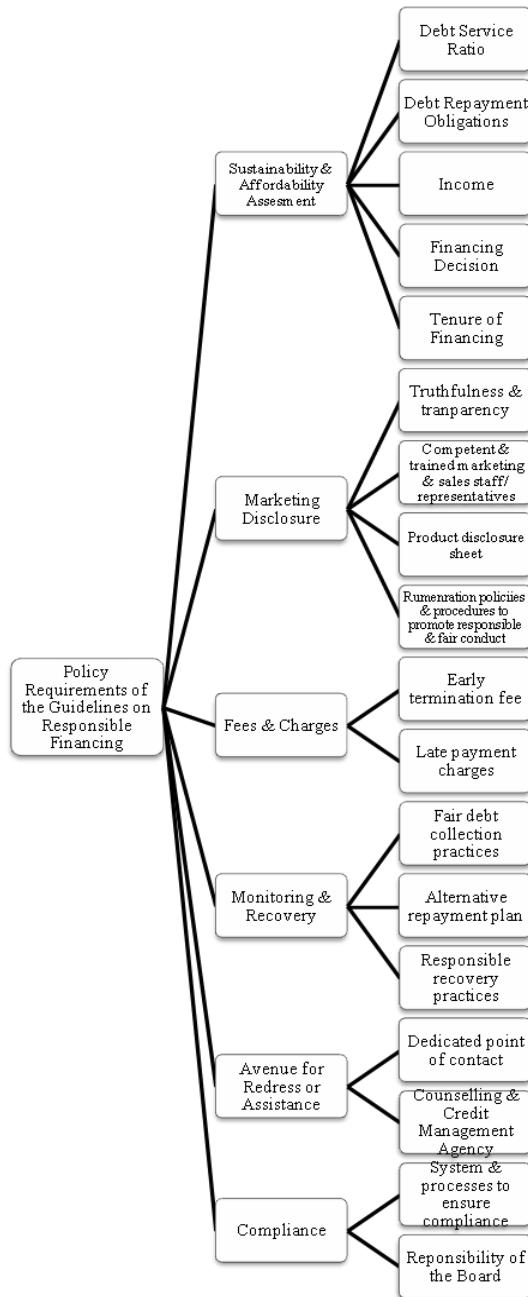 Debt Service
Ratio
Debt Repayment
Obligations
Sustainability &
Affordability
Assesment
Income
Financing
Decision
Tenure of
Financing
Truthfulness &
tranparency
Competent &
trained marketing
& sales staff/
representatives
Marketing
Disclosure
Product disclosure
sheet
Rumenration policiies
& procedures to
promote responsible
& fair conduct
Policy
Requirements of
the Guidelines on
Responsible
Financing
Early
termination fee
Fees & Charges
Late payment
charges
Fair debt
collection
practices
Monitoring &
Recovery
Alternative
repayment plan
Responsible
recovery
practices
Dedicated point
of contact
Avenue for
Redress or
Assistance
Counselling &
Credit
Management
Agency
System &
processes to
ensure
compliance
Compliance
Reponsibility of
the Board